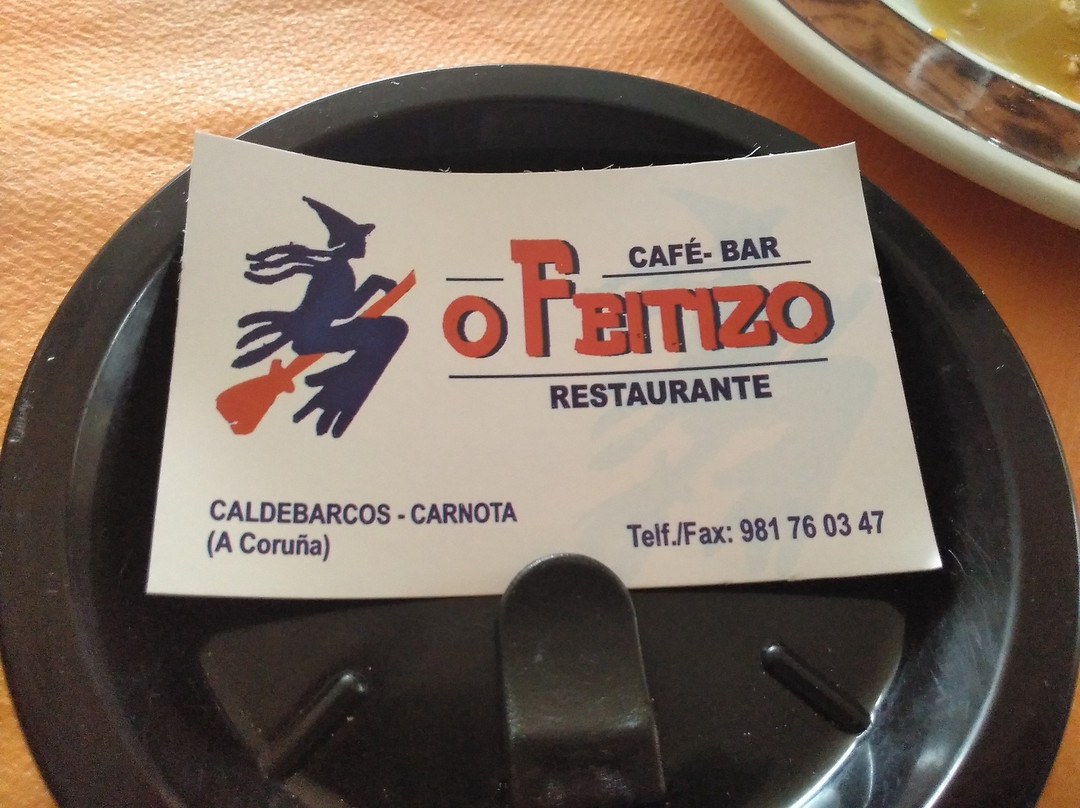 CAFÉ- BAR
O FEITIZO
RESTAURANTE
CALDEBARCOS - CARNOTA
(A Coruña)
Telf./Fax: 981 76 03 47